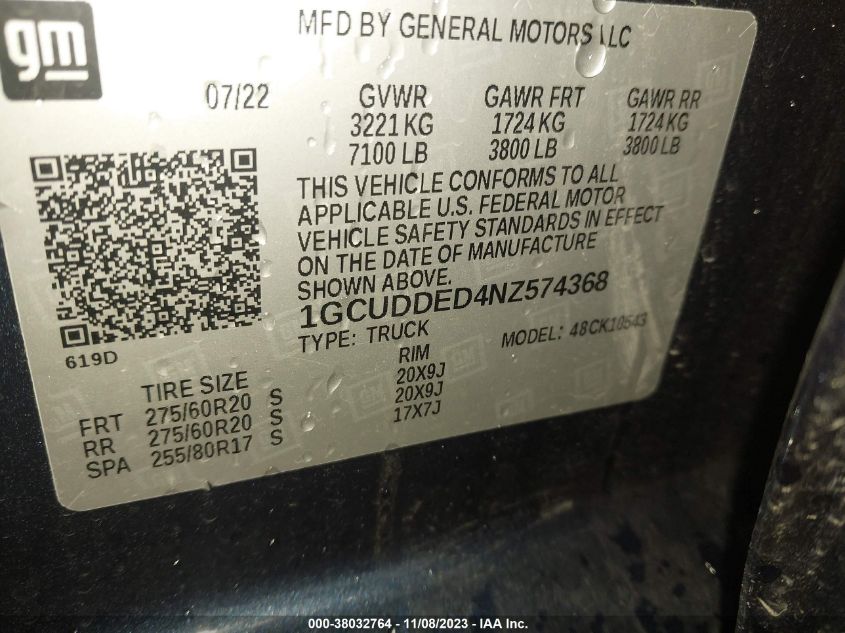 gm
MFD BY GENERAL MOTORS LLC
07/22 GVWR GAWR FRT GAWR RR
3221 KG 1724 KG 1724 KG
7100 LB 3800 LB 3800 LB
THIS VEHICLE CONFORMS TO ALL
APPLICABLE U.S. FEDERAL MOTOR
VEHICLE SAFETY STANDARDS IN EFFECT
ON THE DATE OF MANUFACTURE
SHOWN ABOVE.
1GCUDDED4NZ574368
TYPE: TRUCK MODEL: 48CK10543
619D
TIRE SIZE RIM
FRT 275/60R20 S 20X9J
RR 275/60R20 S 20X9J
SPA 255/80R17 S 17X7J
000-38032764 - 11/08/2023 - IAA Inc.